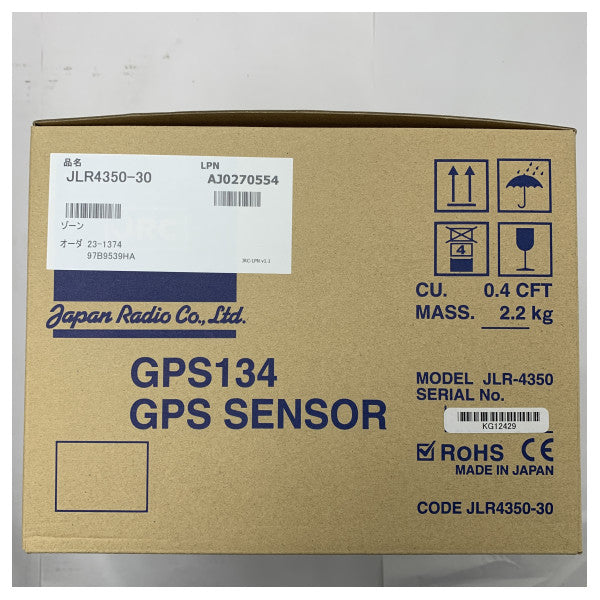 品名
JLR4350-30
LPN
AJ0270554
ゾーン
オーダ 23-1374
97B9539HA
JRC-LPN v1.1
JRC
Japan Radio Co., Ltd.
4
CU. 0.4 CFT
MASS. 2.2 kg
GPS134
GPS SENSOR
MODEL JLR-4350
SERIAL No.
KG12429
RoHS CE
MADE IN JAPAN
CODE JLR4350-30